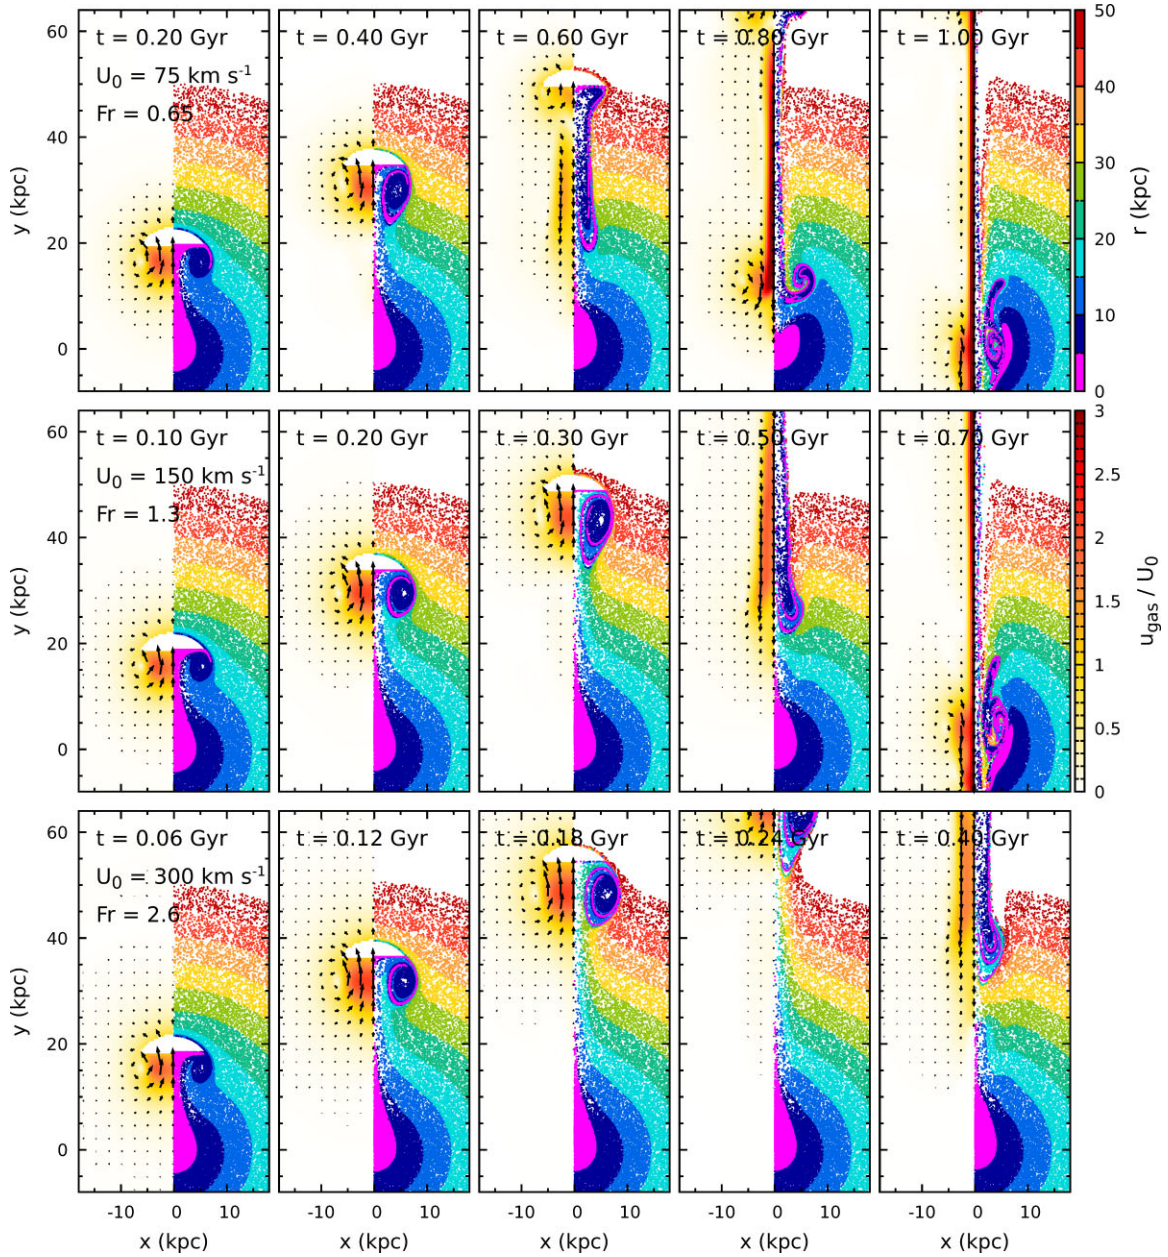 t = 0.20 Gyr
U0 = 75 km s-1
Fr = 0.65
t = 0.40 Gyr
t = 0.60 Gyr
t = 0.80 Gyr
t = 1.00 Gyr
60
40
20
0
y (kpc)
50
40
30
20
10
0
r (kpc)
t = 0.10 Gyr
U0 = 150 km s-1
Fr = 1.3
t = 0.20 Gyr
t = 0.30 Gyr
t = 0.50 Gyr
t = 0.70 Gyr
60
40
20
0
y (kpc)
3
2.5
2
1.5
1
0.5
0
ugas / U0
t = 0.06 Gyr
U0 = 300 km s-1
Fr = 2.6
t = 0.12 Gyr
t = 0.18 Gyr
t = 0.24 Gyr
t = 0.40 Gyr
60
40
20
0
y (kpc)
-10 0 10
-10 0 10
-10 0 10
-10 0 10
-10 0 10
x (kpc)
x (kpc)
x (kpc)
x (kpc)
x (kpc)